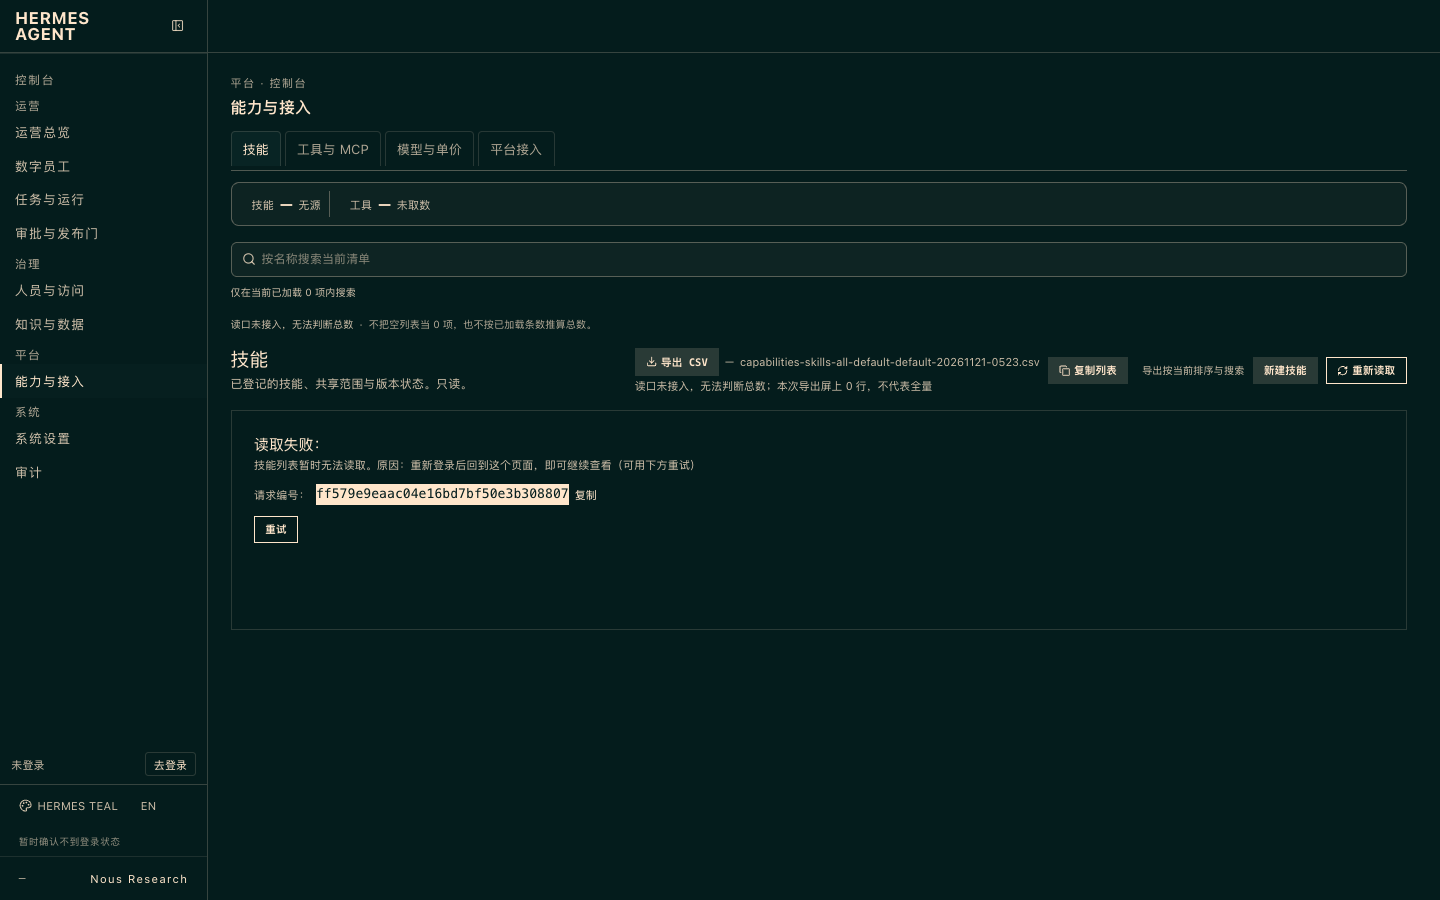 HERMES
AGENT
控制台
运营
运营总览
数字员工
任务与运行
审批与发布门
治理
人员与访问
知识与数据
平台
能力与接入
系统
系统设置
审计
未登录
去登录
HERMES TEAL
EN
暂时确认不到登录状态
—
Nous Research
平台 · 控制台
能力与接入
技能
工具与 MCP
模型与单价
平台接入
技能 — 无源
工具 — 未取数
按名称搜索当前清单
仅在当前已加载 0 项内搜索
读口未接入，无法判断总数 · 不把空列表当 0 项，也不按已加载条数推算总数。
技能
已登记的技能、共享范围与版本状态。只读。
导出 CSV
— capabilities-skills-all-default-default-20261121-0523.csv
读口未接入，无法判断总数；本次导出屏上 0 行，不代表全量
复制列表
导出按当前排序与搜索
新建技能
重新读取
读取失败：
技能列表暂时无法读取。原因：重新登录后回到这个页面，即可继续查看（可用下方重试）
请求编号： ff579e9eaac04e16bd7bf50e3b308807 复制
重试